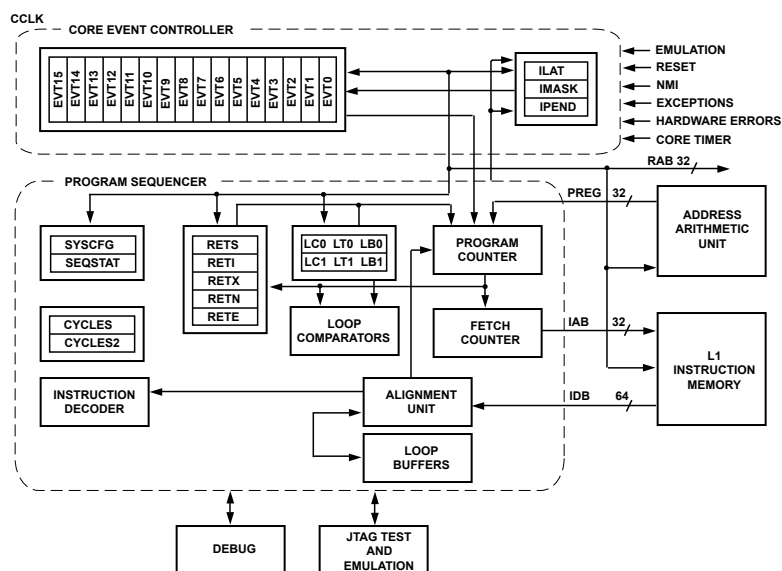 CCLK
CORE EVENT CONTROLLER
EVT15
EVT14
EVT13
EVT12
EVT11
EVT10
EVT9
EVT8
EVT7
EVT6
EVT5
EVT4
EVT3
EVT2
EVT1
EVT0
ILAT
IMASK
IPEND
EMULATION
RESET
NMI
EXCEPTIONS
HARDWARE ERRORS
CORE TIMER
RAB 32
PROGRAM SEQUENCER
PREG 32
SYSCFG
SEQSTAT
RETS
RETI
RETX
RETN
RETE
LC0 LT0 LB0
LC1 LT1 LB1
PROGRAM
COUNTER
ADDRESS
ARITHMETIC
UNIT
CYCLES
CYCLES2
LOOP
COMPARATORS
FETCH
COUNTER
IAB 32
L1
INSTRUCTION
MEMORY
INSTRUCTION
DECODER
ALIGNMENT
UNIT
IDB 64
LOOP
BUFFERS
DEBUG
JTAG TEST
AND
EMULATION